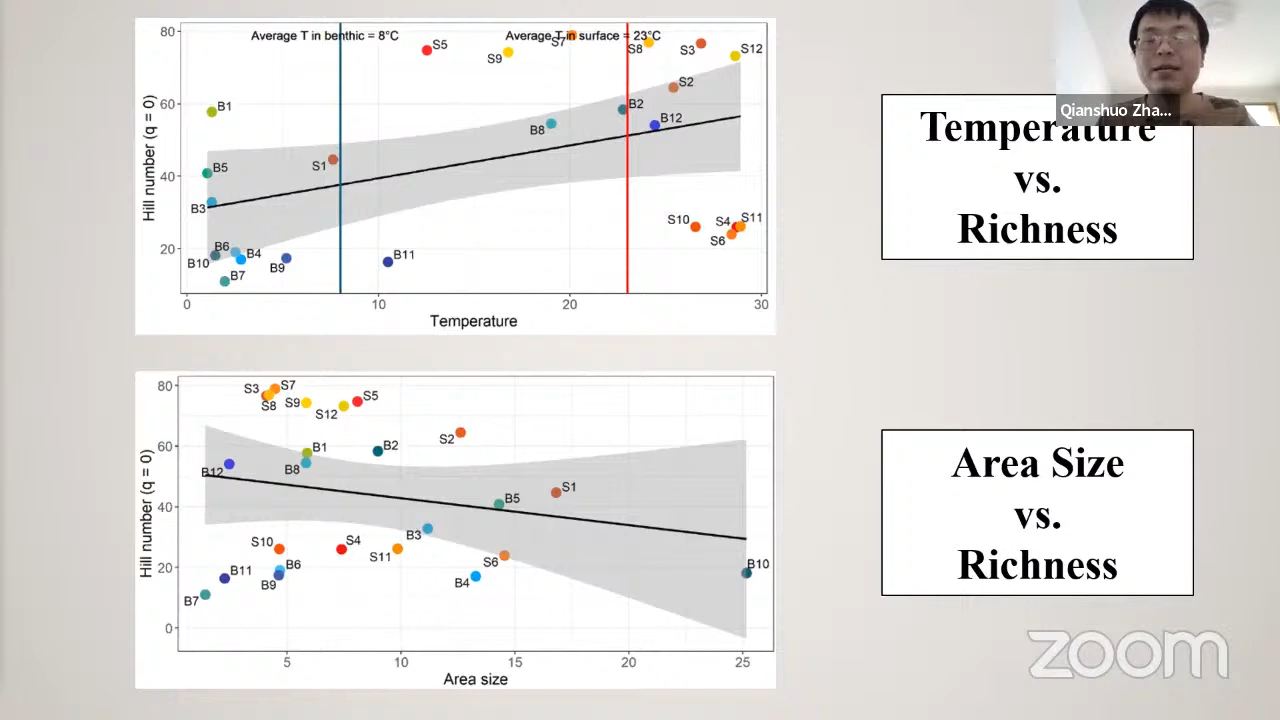 80
60
40
20
Hill number (q = 0)
Average T in benthic = 8°C
Average T in surface = 23°C
S5
S9
S7
S8
S3
S12
B1
S2
B2
B8
B12
B5
S1
B3
S10
S4
S11
S6
B6
B4
B10
B9
B11
B7
0
10
20
30
Temperature
Qianshuo Zha...
Temperature
vs.
Richness
80
60
40
20
0
Hill number (q = 0)
S3
S7
S8
S9
S5
S12
S2
B1
B2
B12
B8
B5
S1
B3
S10
S4
S11
S6
B11
B6
B9
B4
B10
B7
5
10
15
20
25
Area size
Area Size
vs.
Richness
zoom